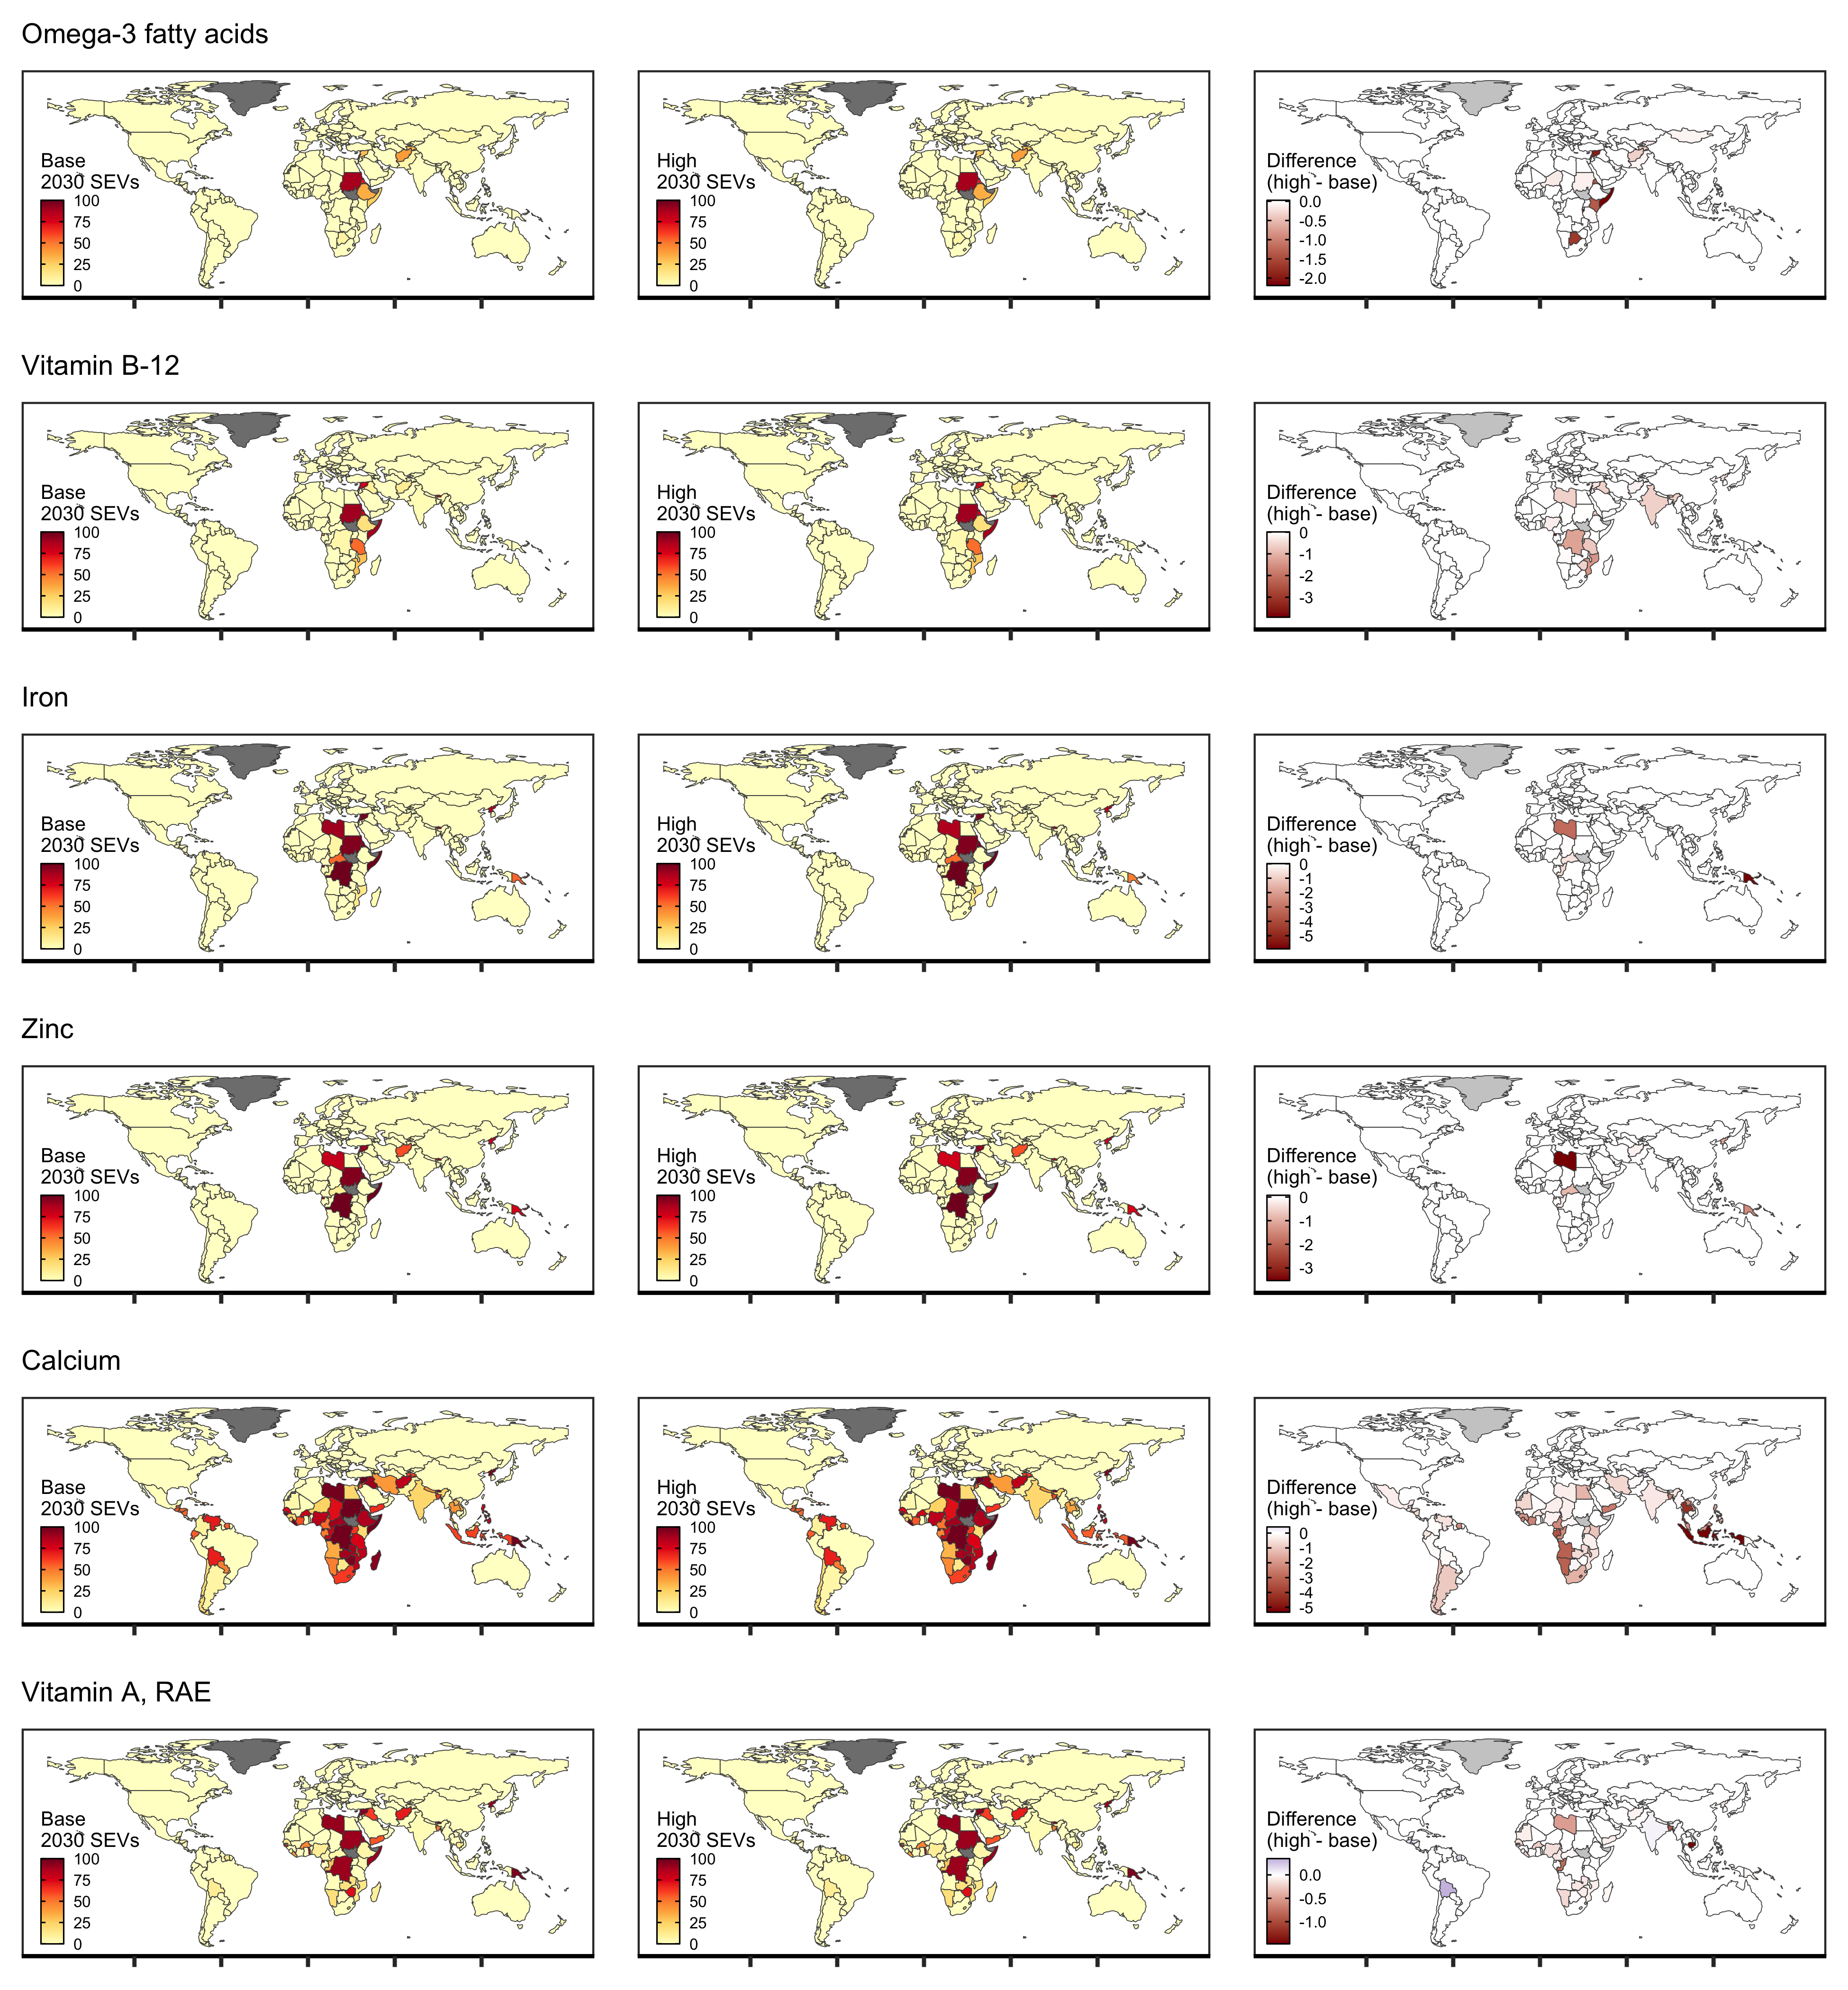 Omega-3 fatty acids
Base
2030 SEVs
100
75
50
25
0
High
2030 SEVs
100
75
50
25
0
Difference
(high - base)
0.0
-0.5
-1.0
-1.5
-2.0
Vitamin B-12
Base
2030 SEVs
100
75
50
25
0
High
2030 SEVs
100
75
50
25
0
Difference
(high - base)
0
-1
-2
-3
Iron
Base
2030 SEVs
100
75
50
25
0
High
2030 SEVs
100
75
50
25
0
Difference
(high - base)
0
-1
-2
-3
-4
-5
Zinc
Base
2030 SEVs
100
75
50
25
0
High
2030 SEVs
100
75
50
25
0
Difference
(high - base)
0
-1
-2
-3
Calcium
Base
2030 SEVs
100
75
50
25
0
High
2030 SEVs
100
75
50
25
0
Difference
(high - base)
0
-1
-2
-3
-4
-5
Vitamin A, RAE
Base
2030 SEVs
100
75
50
25
0
High
2030 SEVs
100
75
50
25
0
Difference
(high - base)
0.0
-0.5
-1.0